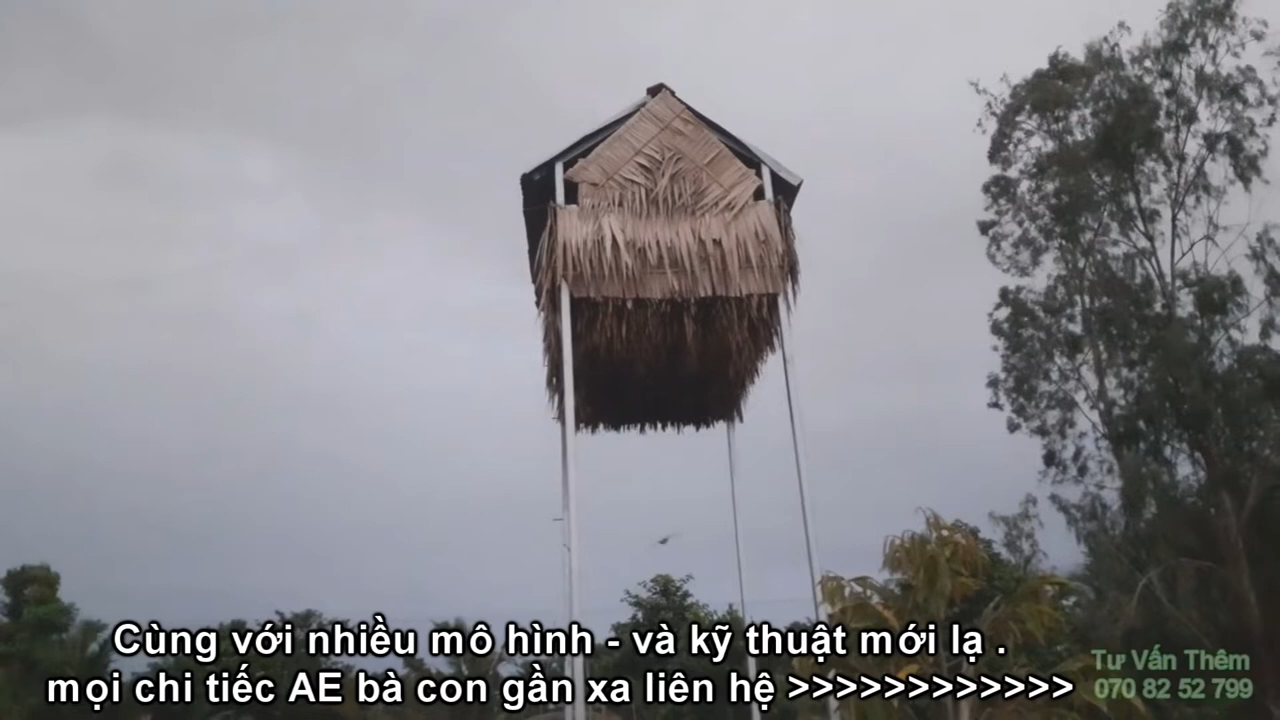 Cùng với nhiều mô hình - và kỹ thuật mới lạ .
mọi chi tiếc AE bà con gần xa liên hệ >>>>>>>>>>>>
Tư Vấn Thêm
070 82 52 799